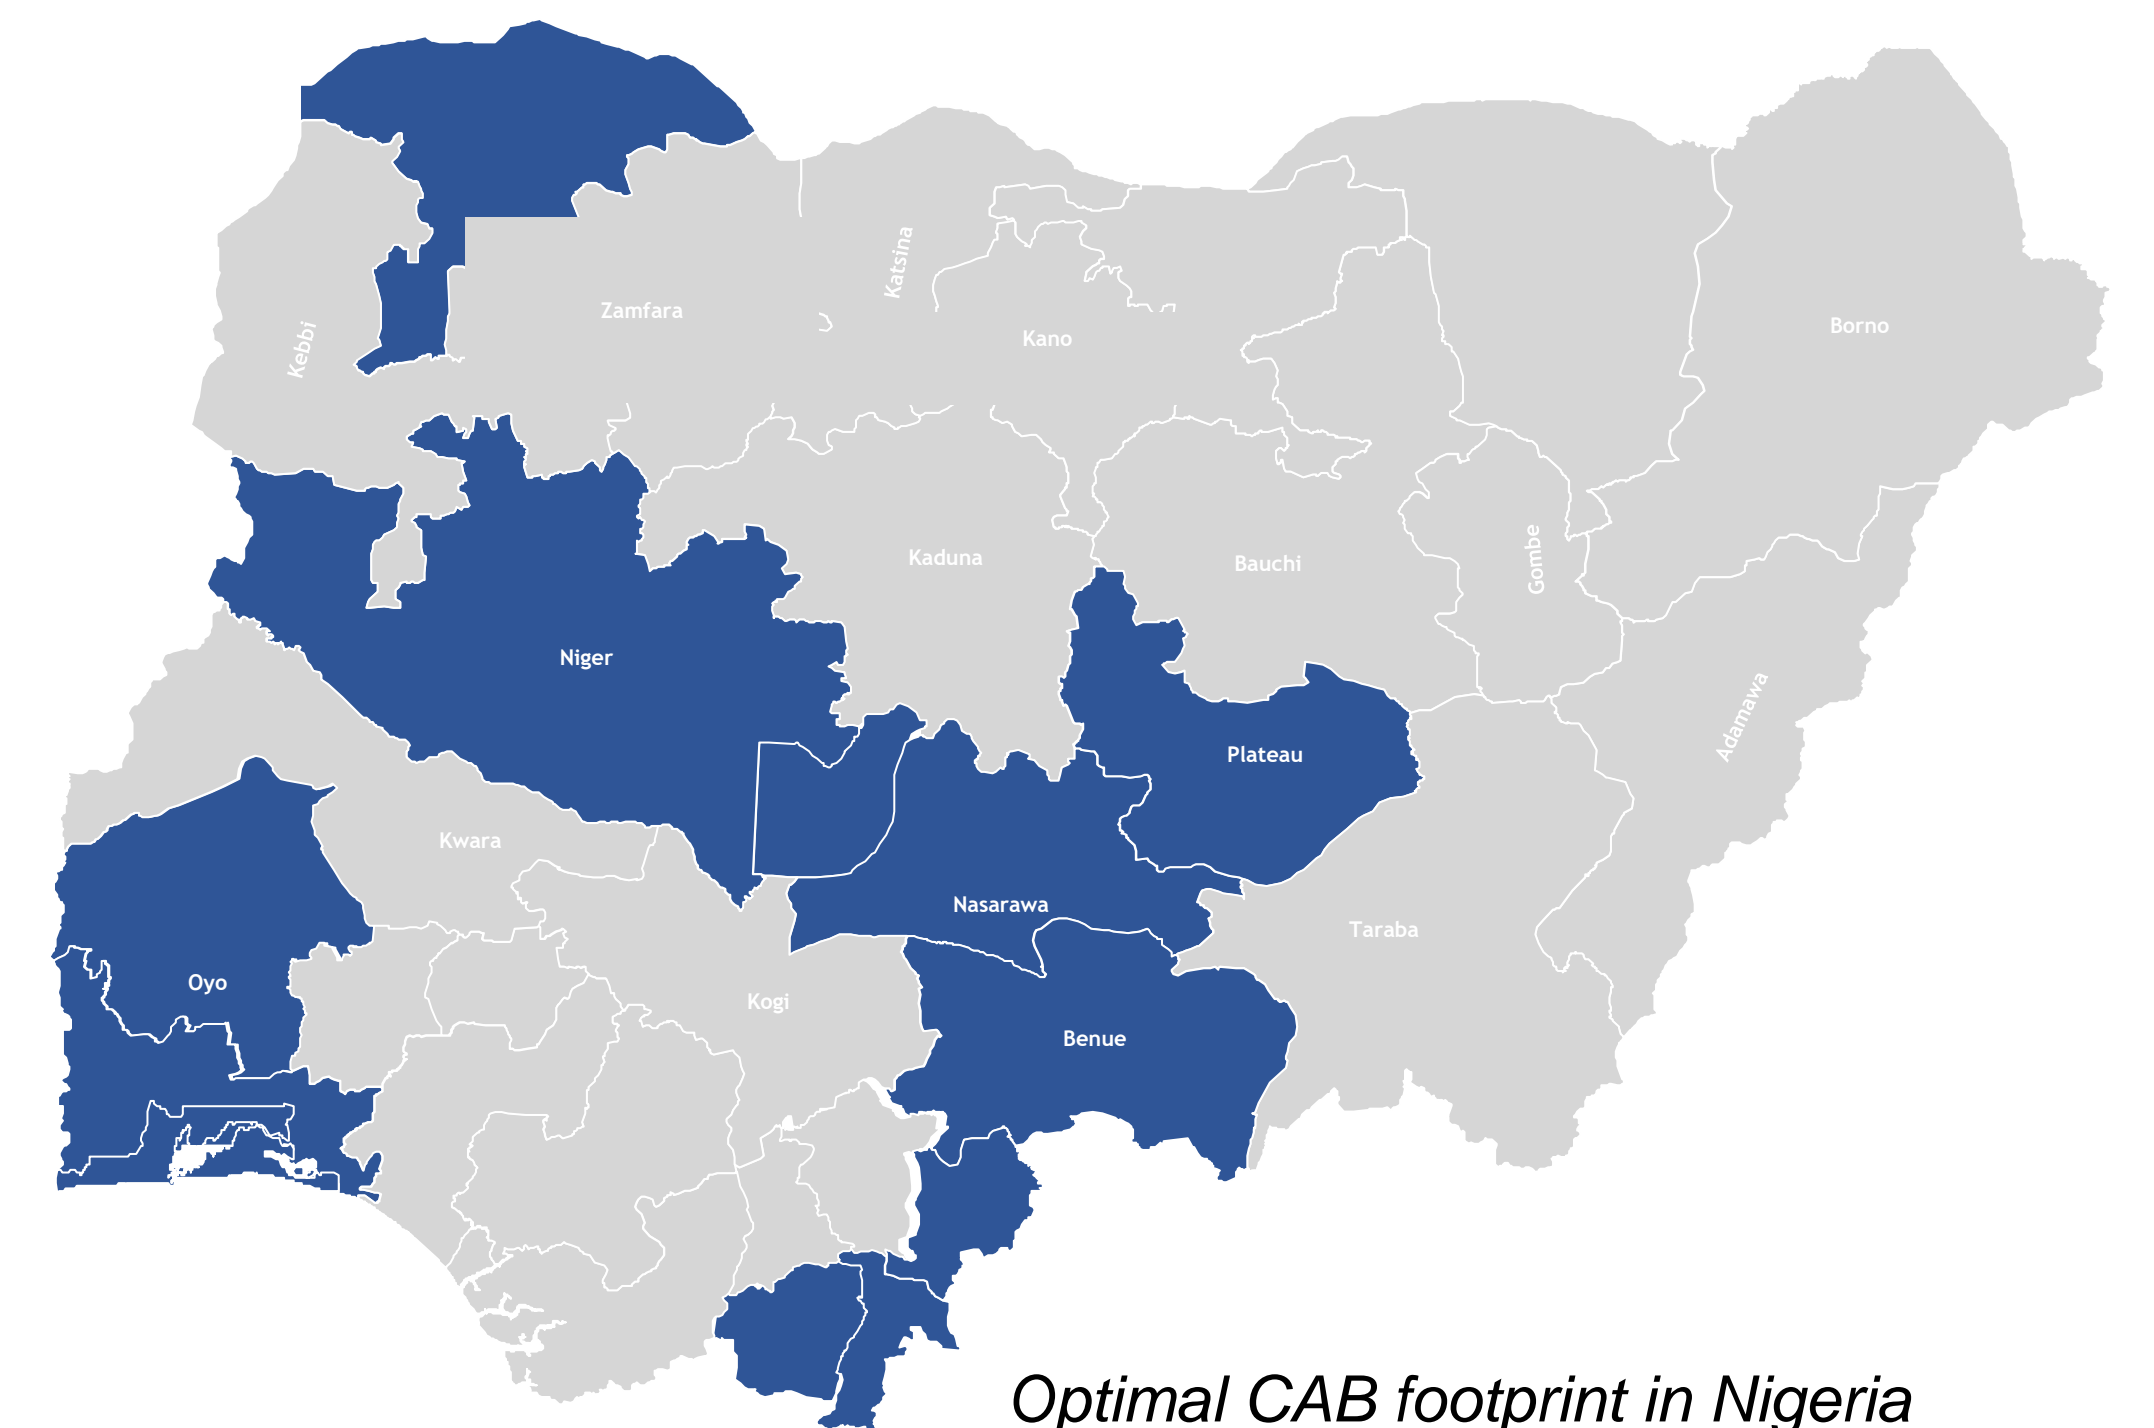 Katsina
Zamfara
Borno
Kano
Kebbi
Kaduna
Bauchi
Gombe
Niger
Adamawa
Plateau
Kwara
Nasarawa
Taraba
Oyo
Kogi
Benue
Optimal CAB footprint in Nigeria